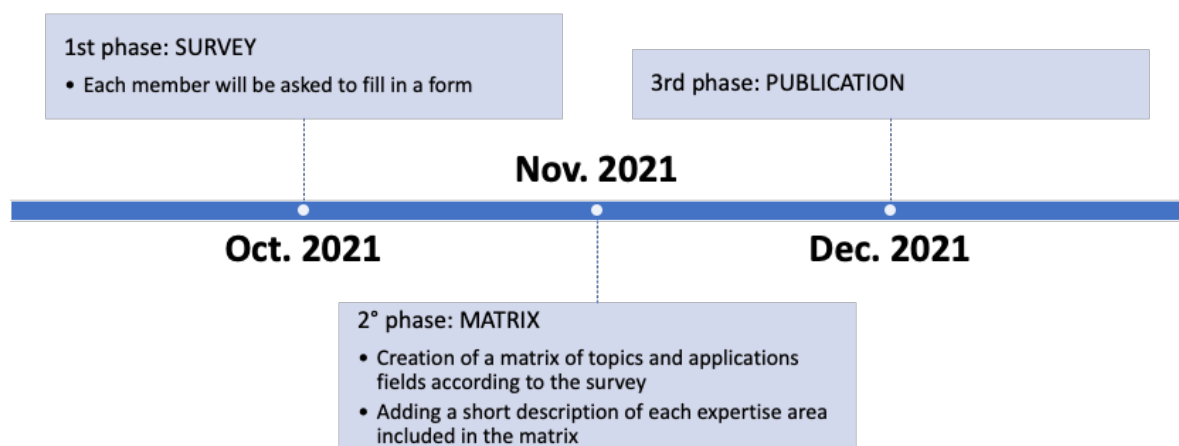 1st phase: SURVEY
• Each member will be asked to fill in a form
3rd phase: PUBLICATION
Nov. 2021
Oct. 2021
Dec. 2021
2° phase: MATRIX
• Creation of a matrix of topics and applications
fields according to the survey
• Adding a short description of each expertise area
included in the matrix